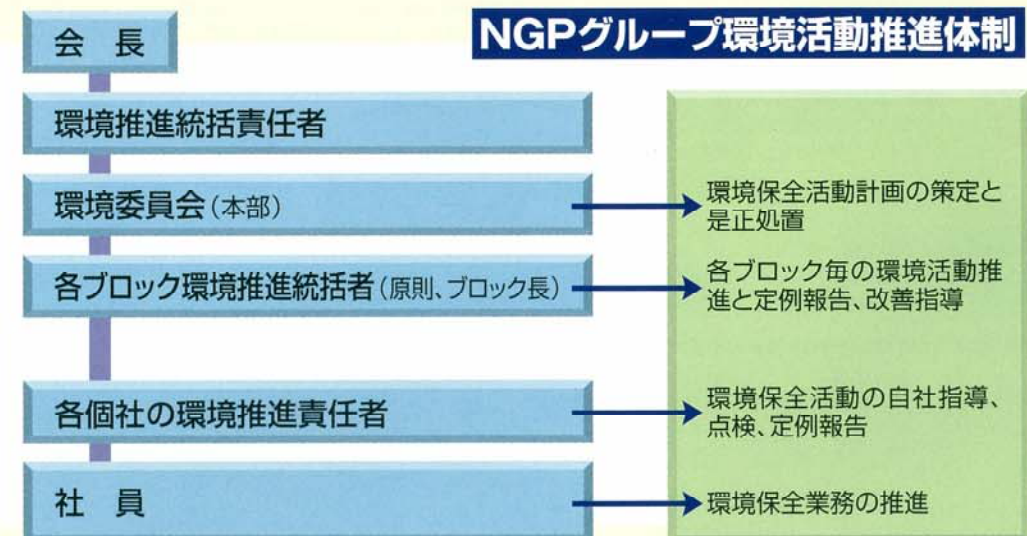 NGPグループ環境活動推進体制
会 長
環境推進統括責任者
環境委員会(本部)
環境保全活動計画の策定と
是正処置
各ブロック環境推進統括者(原則、ブロック長)
各ブロック毎の環境活動推
進と定例報告、改善指導
各個社の環境推進責任者
環境保全活動の自社指導、
点検、定例報告
社 員
環境保全業務の推進